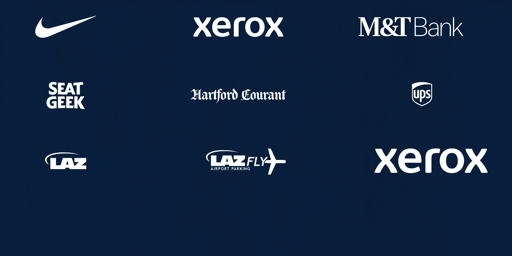 xerox
M&T Bank
SEAT
GEEK
Hartford Courant
ups
LAZ
LAZ FLY
AIRPORT PARKING
xerox